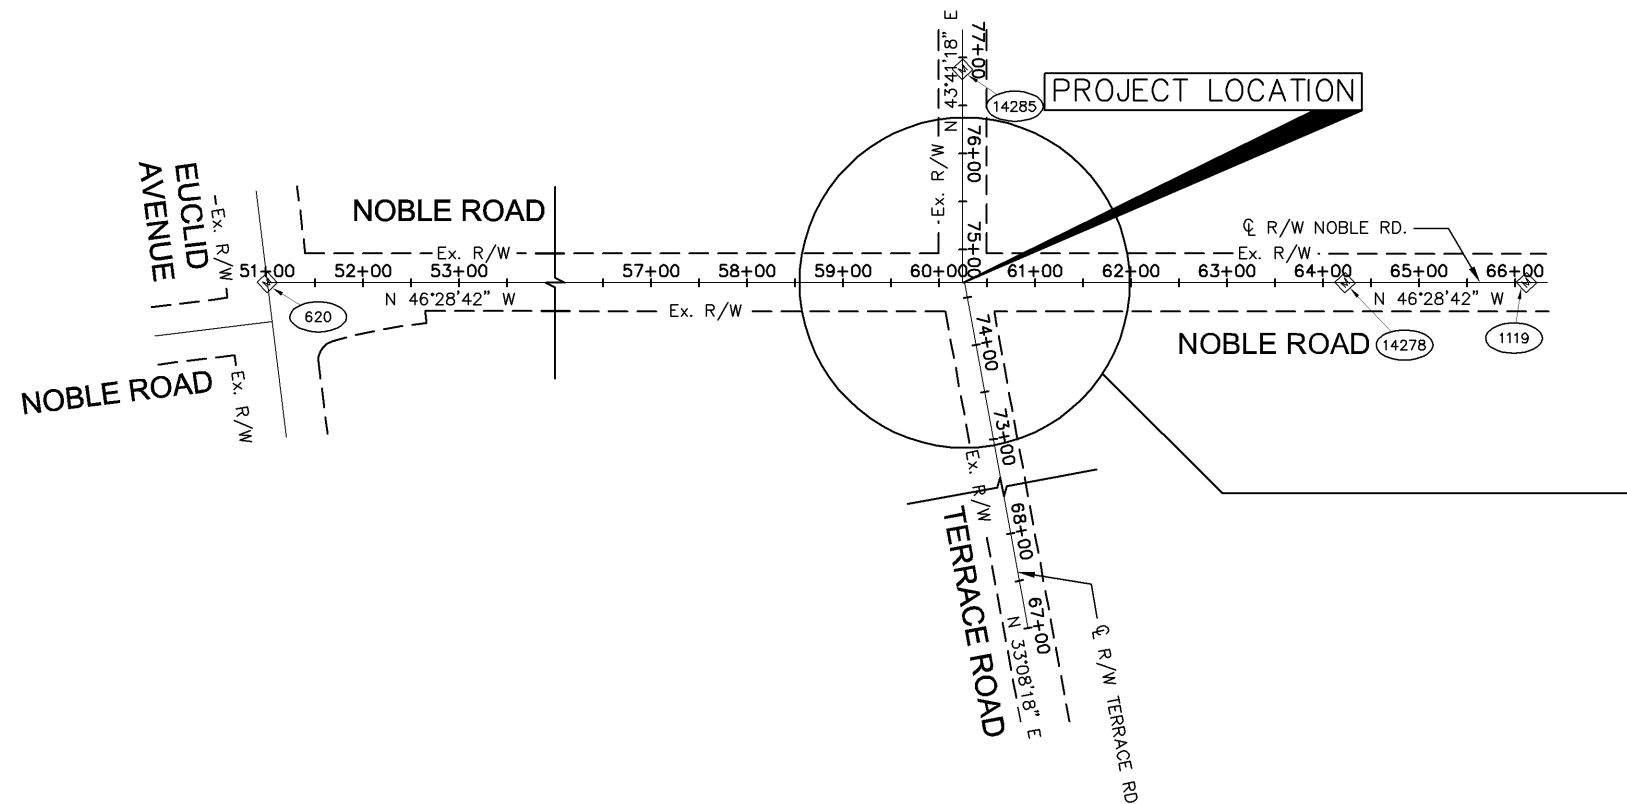 N 43°41'18" E
77+00
14285
PROJECT LOCATION
76+00
Ex. R/W
75+00
EUCLID
AVENUE
Ex. R/W
NOBLE ROAD
Ex. R/W
℄ R/W NOBLE RD.
Ex. R/W
51+00 52+00 53+00 57+00 58+00 59+00 60+00 61+00 62+00 63+00 64+00 65+00 66+00
N 46°28'42" W
N 46°28'42" W
620
Ex. R/W
NOBLE ROAD
14278
1119
NOBLE ROAD
Ex. R/W
74+00
73+00
Ex. R/W
68+00
67+00
TERRACE ROAD
N 33°08'18" E
℄ R/W TERRACE RD